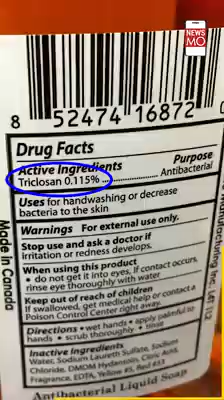 NEWS
MO
8 52474 16872
Drug Facts
Active Ingredients Purpose
Triclosan 0.115% Antibacterial
Uses for handwashing or decrease
bacteria to the skin
Warnings For external use only.
Stop use and ask a doctor if
irritation or redness develops.
When using this product
• do not get it into eyes, If contact occurs,
rinse eye thoroughly with water
Keep out of reach of children
If swallowed, get medical help or contact a
Poison Control Center right away.
Directions • wet hands • apply palmful to
hands • scrub thoroughly • rinse
Inactive Ingredients
Water, Sodium Laureth Sulfate, Sodium
Chloride, DMDM Hydantoin, Citric Acid,
Fragrance, EDTA, Yellow #5, Red #33
Antibacterial Liquid Soap
Made in Canada